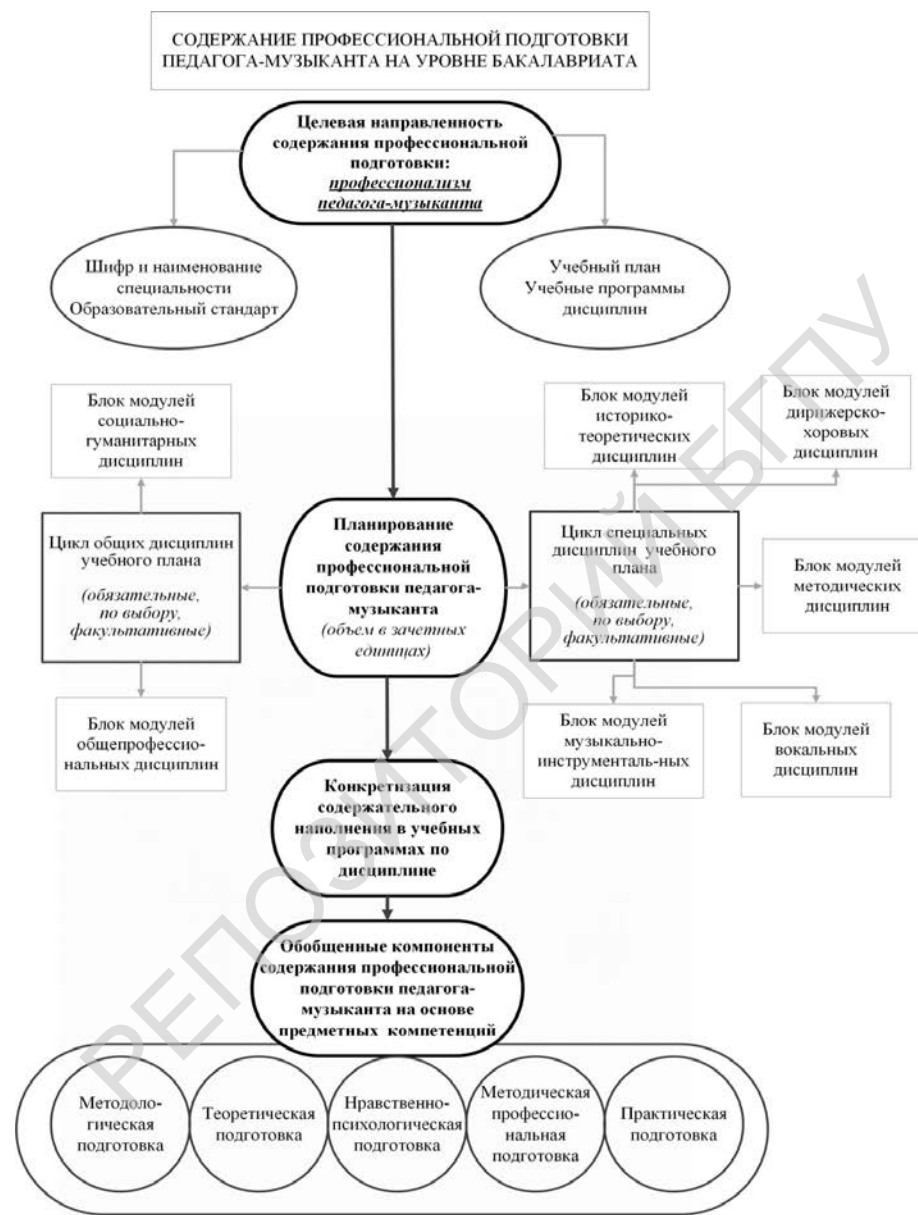 СОДЕРЖАНИЕ ПРОФЕССИОНАЛЬНОЙ ПОДГОТОВКИ
ПЕДАГОГА-МУЗЫКАНТА НА УРОВНЕ БАКАЛАВРИАТА
Целевая направленность
содержания профессиональной
подготовки:
профессионализм
педагога-музыканта
Шифр и наименование
специальности
Образовательный стандарт
Учебный план
Учебные программы
дисциплин
Блок модулей
социально-
гуманитарных
дисциплин
Блок модулей
историко-
теоретических
дисциплин
Блок модулей
дирижерско-
хоровых
дисциплин
Цикл общих дисциплин
учебного плана
(обязательные,
по выбору,
факультативные)
Планирование
содержания
профессиональной
подготовки педагога-
музыканта
(объем в зачетных
единицах)
Цикл специальных
дисциплин учебного
плана
(обязательные,
по выбору,
факультативные)
Блок модулей
методических
дисциплин
Блок модулей
общепрофессио-
нальных дисциплин
Блок модулей
музыкально-
инструменталь-ных
дисциплин
Блок модулей
вокальных
дисциплин
Конкретизация
содержательного
наполнения в учебных
программах по
дисциплине
Обобщенные компоненты
содержания профессиональной
подготовки педагога-
музыканта на основе
предметных компетенций
Методоло-
гическая
подготовка
Теоретическая
подготовка
Нравственно-
психологическая
подготовка
Методическая
профессио-
нальная
подготовка
Практическая
подготовка
РЕПОЗИТОРИЙ БГПУ